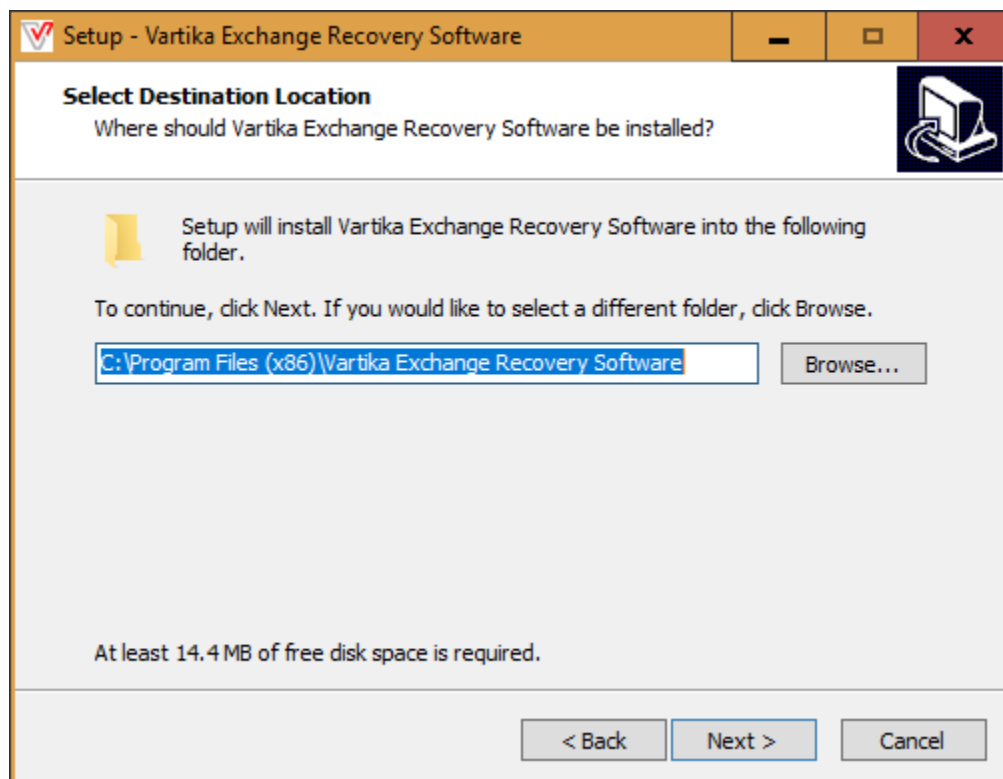 Setup - Vartika Exchange Recovery Software
Select Destination Location
Where should Vartika Exchange Recovery Software be installed?
Setup will install Vartika Exchange Recovery Software into the following
folder.
To continue, click Next. If you would like to select a different folder, click Browse.
C:\Program Files (x86)\Vartika Exchange Recovery Software
Browse...
At least 14.4 MB of free disk space is required.
< Back
Next >
Cancel